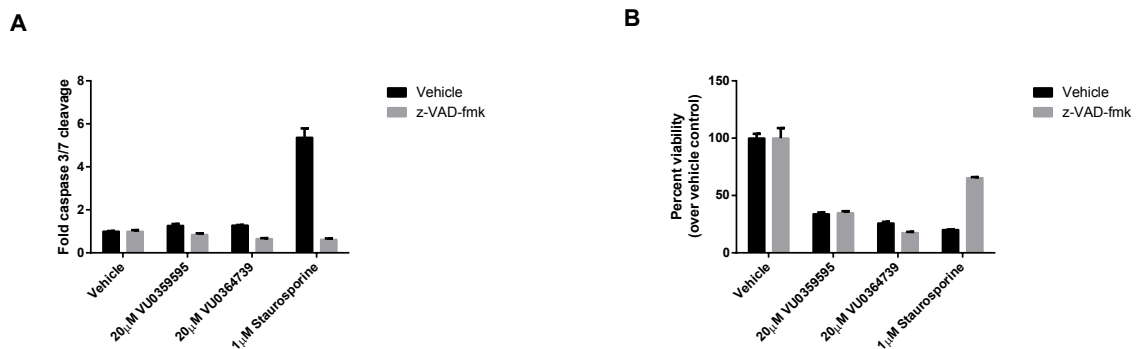 A
Fold caspase 3/7 cleavage
8
6
4
2
0
Vehicle
20μM VU0359595
20μM VU0364739
1μM Staurosporine
Vehicle
z-VAD-fmk
B
Percent viability
(over vehicle control)
150
100
50
0
Vehicle
20μM VU0359595
20μM VU0364739
1μM Staurosporine
Vehicle
z-VAD-fmk